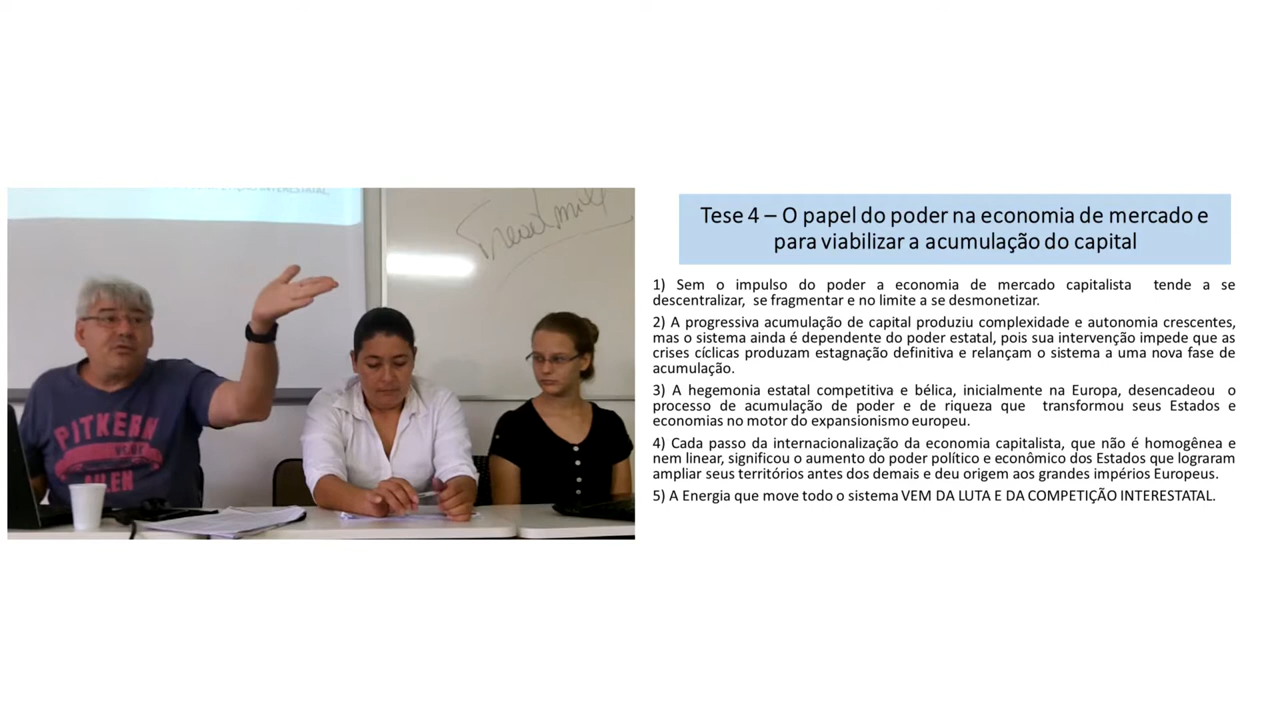 INTERESTATAL
PITKERN
AILEN
Tese 4 – O papel do poder na economia de mercado e
para viabilizar a acumulação do capital
1) Sem o impulso do poder a economia de mercado capitalista tende a se
descentralizar, se fragmentar e no limite a se desmonetizar.
2) A progressiva acumulação de capital produziu complexidade e autonomia crescentes,
mas o sistema ainda é dependente do poder estatal, pois sua intervenção impede que as
crises cíclicas produzam estagnação definitiva e relançam o sistema a uma nova fase de
acumulação.
3) A hegemonia estatal competitiva e bélica, inicialmente na Europa, desencadeou o
processo de acumulação de poder e de riqueza que transformou seus Estados e
economias no motor do expansionismo europeu.
4) Cada passo da internacionalização da economia capitalista, que não é homogênea e
nem linear, significou o aumento do poder político e econômico dos Estados que lograram
ampliar seus territórios antes dos demais e deu origem aos grandes impérios Europeus.
5) A Energia que move todo o sistema VEM DA LUTA E DA COMPETIÇÃO INTERESTATAL.